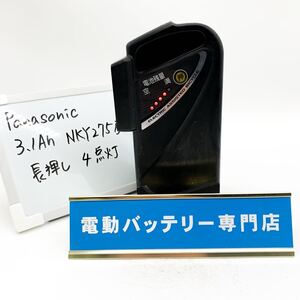 Panasonic
3.1Ah NKY275
長押し 4点灯
電池残量
空 満
電動バッテリー専門店